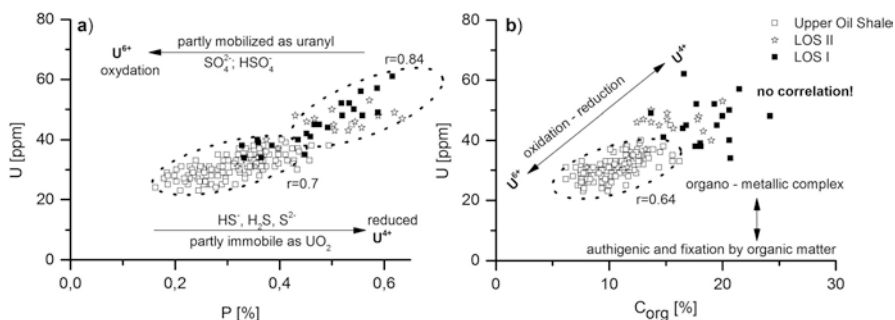 a)
U [ppm]
80
60
40
20
0
0,0
0,2
0,4
0,6
P [%]
U6+
oxydation
partly mobilized as uranyl
SO₄²⁻; HSO₄⁻
r=0.84
r=0.7
HS⁻, H₂S, S²⁻
partly immobile as UO₂
reduced
U⁴⁺
b)
U [ppm]
80
60
40
20
0
0
10
20
30
Corg [%]
Upper Oil Shale
LOS II
LOS I
no correlation!
U⁴⁺
oxidation - reduction
U⁶⁺
r=0.64
organo - metallic complex
authigenic and fixation by organic matter